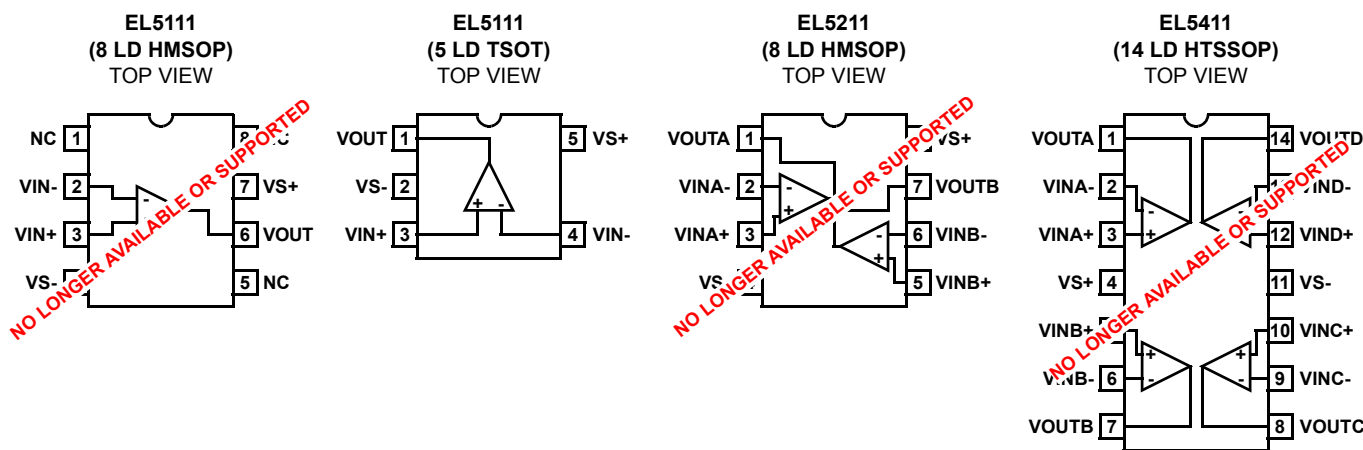 EL5111
(8 LD HMSOP)
TOP VIEW
NC 1
VIN- 2
VIN+ 3
VS-
7 VS+
6 VOUT
5 NC
- 
NO LONGER AVAILABLE OR SUPPORTED
EL5111
(5 LD TSOT)
TOP VIEW
VOUT 1
VS- 2
VIN+ 3
5 VS+
4 VIN-
+ -
EL5211
(8 LD HMSOP)
TOP VIEW
VOUTA 1
VINA- 2
VINA+ 3
VS
VS+
7 VOUTB
6 VINB-
5 VINB+
-
+
-
+
NO LONGER AVAILABLE OR SUPPORTED
EL5411
(14 LD HTSSOP)
TOP VIEW
VOUTA 1
VINA- 2
VINA+ 3
VS+ 4
VINB+
VINB- 6
VOUTB 7
14 VOUTD
VIND-
12 VIND+
11 VS-
10 VINC+
9 VINC-
8 VOUTC
-
+
-
+
-
+
-
NO LONGER AVAILABLE OR SUPPORTED